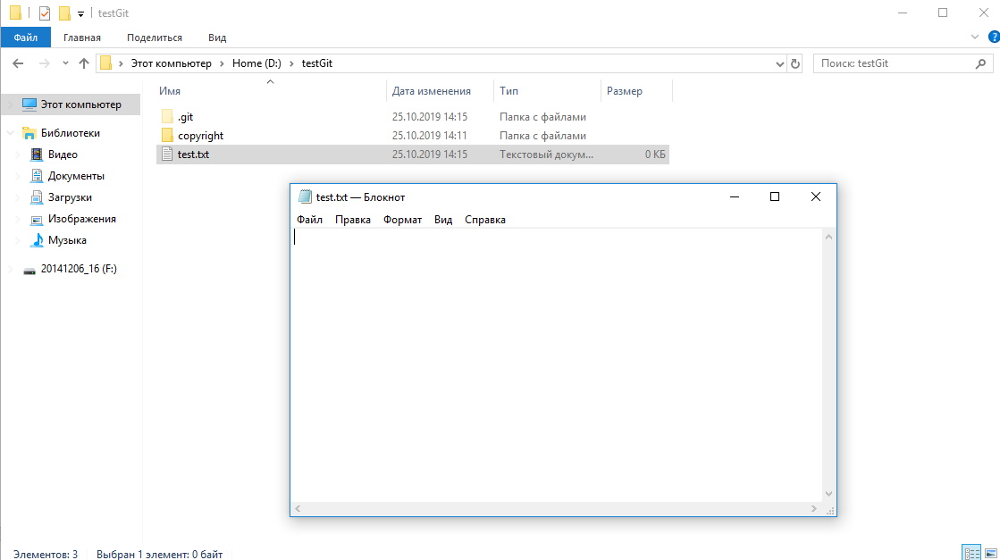 testGit
Файл Главная Поделиться Вид
Этот компьютер Home (D:) testGit
Поиск: testGit
Имя Дата изменения Тип Размер
.git 25.10.2019 14:15 Папка с файлами
copyright 25.10.2019 14:11 Папка с файлами
test.txt 25.10.2019 14:15 Текстовый докум... 0 КБ
Этот компьютер
Библиотеки
Видео
Документы
Загрузки
Изображения
Музыка
20141206_16 (F:)
test.txt — Блокнот
Файл Правка Формат Вид Справка
Элементов: 3 Выбран 1 элемент: 0 байт